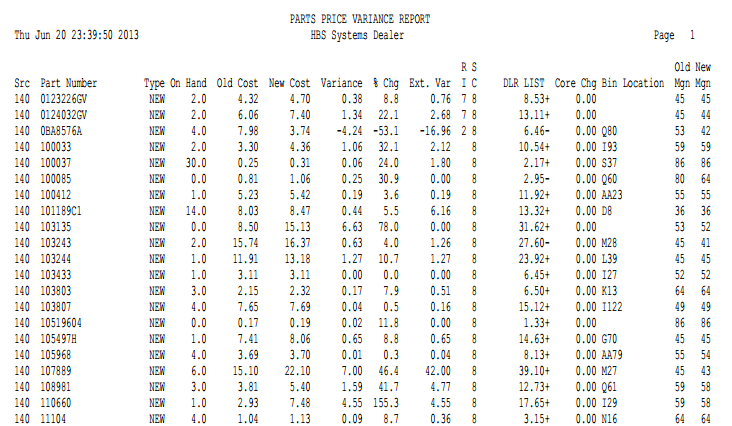 PARTS PRICE VARIANCE REPORT
Thu Jun 20 23:39:50 2013 HBS Systems Dealer Page 1
R S Old New
Src Part Number Type On Hand Old Cost New Cost Variance % Chg Ext. Var I C DLR LIST Core Chg Bin Location Mgn Mgn
140 0123226GV NEW 2.0 4.32 4.70 0.38 8.8 0.76 7 8 8.53+ 0.00 45 45
140 0124032GV NEW 2.0 6.06 7.40 1.34 22.1 2.68 7 8 13.11+ 0.00 45 44
140 0BA8576A NEW 4.0 7.98 3.74 -4.24 -53.1 -16.96 2 8 6.46- 0.00 Q80 53 42
140 100033 NEW 2.0 3.30 4.36 1.06 32.1 2.12 8 10.54+ 0.00 I93 59 59
140 100037 NEW 30.0 0.25 0.31 0.06 24.0 1.80 8 2.17+ 0.00 S37 86 86
140 100085 NEW 0.0 0.81 1.06 0.25 30.9 0.00 8 2.95- 0.00 Q60 80 64
140 100412 NEW 1.0 5.23 5.42 0.19 3.6 0.19 8 11.92+ 0.00 AA23 55 55
140 101189C1 NEW 14.0 8.03 8.47 0.44 5.5 6.16 8 13.32+ 0.00 D8 36 36
140 103135 NEW 0.0 8.50 15.13 6.63 78.0 0.00 8 31.62+ 0.00 53 52
140 103243 NEW 2.0 15.74 16.37 0.63 4.0 1.26 8 27.60- 0.00 M28 45 41
140 103244 NEW 1.0 11.91 13.18 1.27 10.7 1.27 8 23.92+ 0.00 L39 45 45
140 103433 NEW 1.0 3.11 3.11 0.00 0.0 0.00 8 6.45+ 0.00 I27 52 52
140 103803 NEW 3.0 2.15 2.32 0.17 7.9 0.51 8 6.50+ 0.00 K13 64 64
140 103807 NEW 4.0 7.65 7.69 0.04 0.5 0.16 8 15.12+ 0.00 I122 49 49
140 10519604 NEW 0.0 0.17 0.19 0.02 11.8 0.00 8 1.33+ 0.00 86 86
140 105497H NEW 1.0 7.41 8.06 0.65 8.8 0.65 8 14.63+ 0.00 G70 45 45
140 105968 NEW 4.0 3.69 3.70 0.01 0.3 0.04 8 8.13+ 0.00 AA79 55 54
140 107889 NEW 6.0 15.10 22.10 7.00 46.4 42.00 8 39.10+ 0.00 M27 45 43
140 108981 NEW 3.0 3.81 5.40 1.59 41.7 4.77 8 12.73+ 0.00 Q61 59 58
140 110660 NEW 1.0 2.93 7.48 4.55 155.3 4.55 8 17.65+ 0.00 I29 59 58
140 11104 NEW 4.0 1.04 1.13 0.09 8.7 0.36 8 3.15+ 0.00 N16 64 64